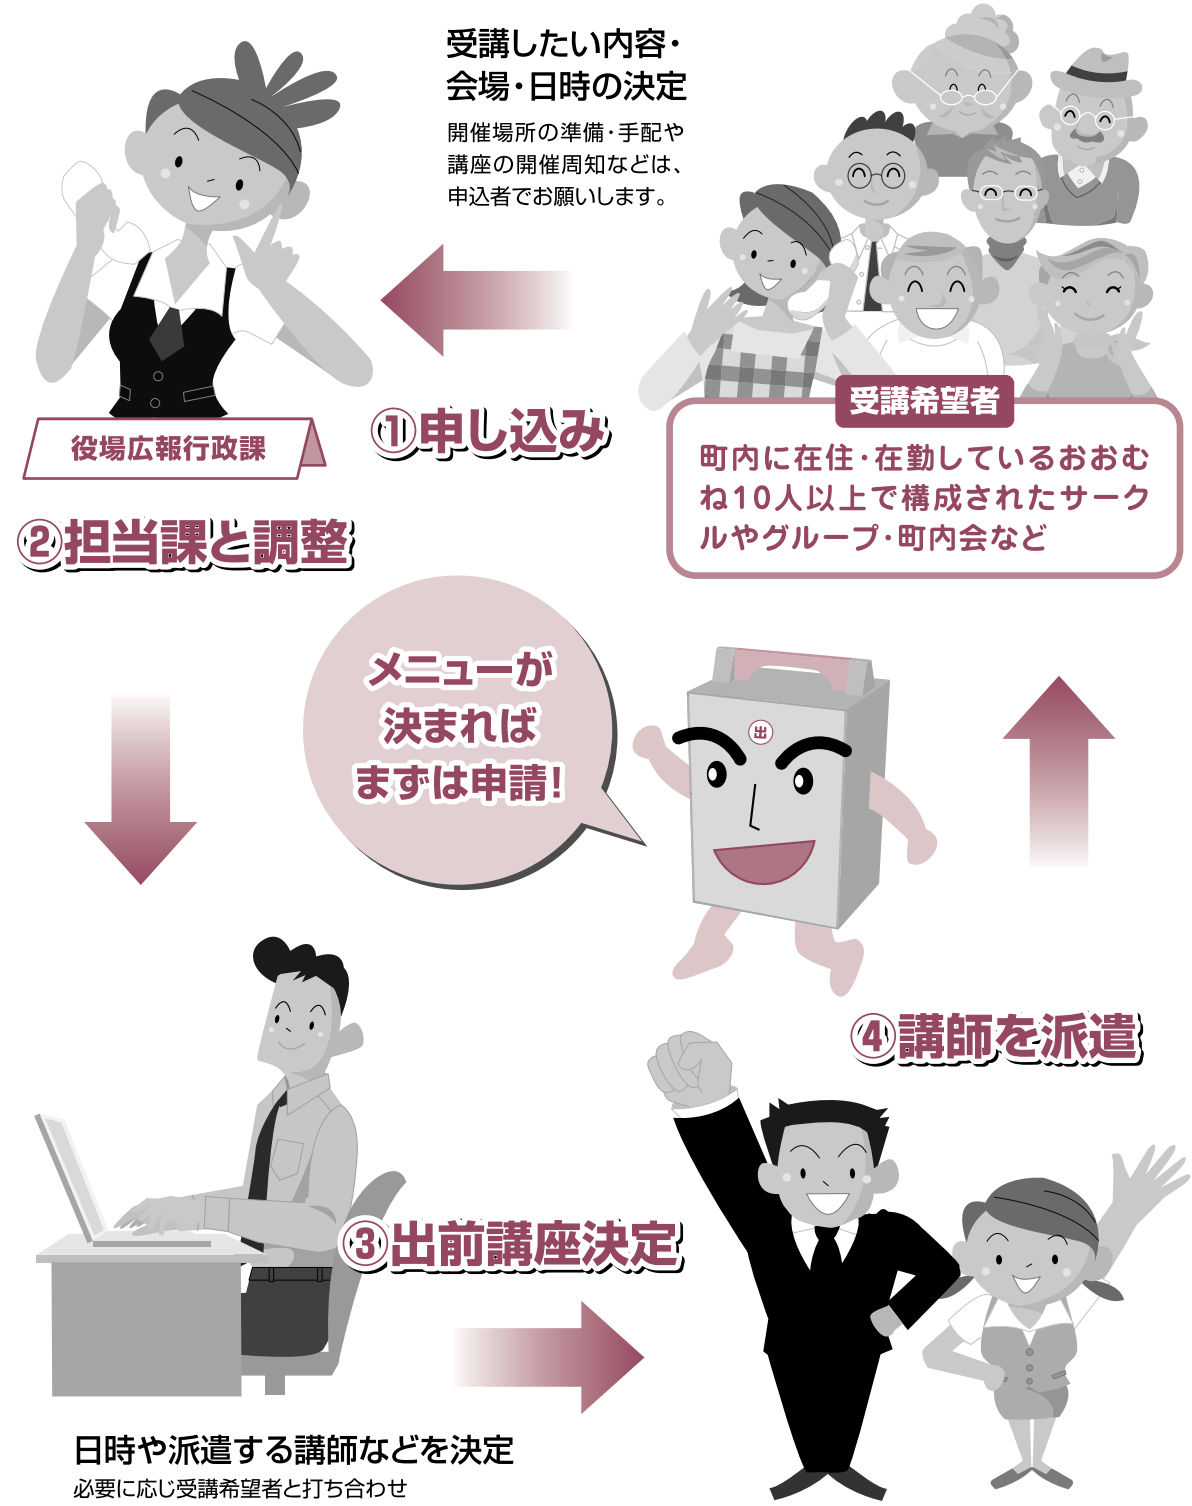 受講したい内容・
会場・日時の決定
開催場所の準備・手配や
講座の開催周知などは、
申込者でお願いします。
①申し込み
受講希望者
町内に在住・在勤しているおおむ
ね10人以上で構成されたサーク
ルやグループ・町内会など
役場広報行政課
②担当課と調整
メニューが
決まれば
まずは申請！
出
④講師を派遣
③出前講座決定
日時や派遣する講師などを決定
必要に応じ受講希望者と打ち合わせ